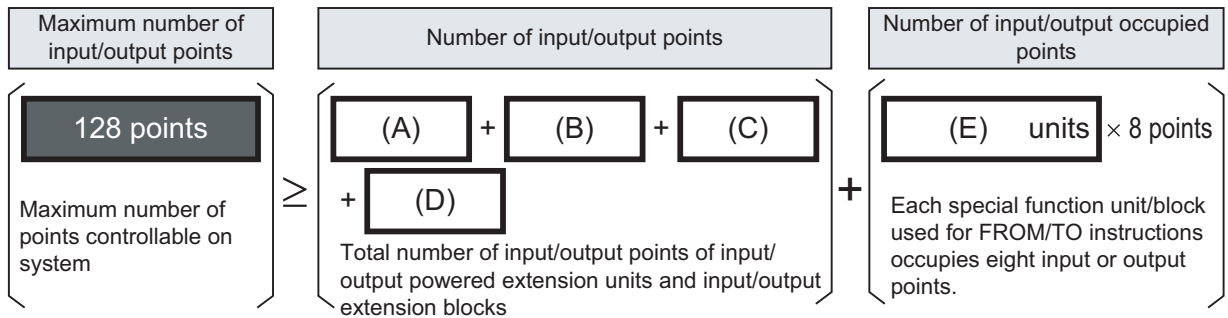 Maximum number of
input/output points
Number of input/output points
Number of input/output occupied
points
128 points
≥
(A) + (B) + (C)
+ (D)
+
(E) units × 8 points
Maximum number of
points controllable on
system
Total number of input/output points of input/
output powered extension units and input/output
extension blocks
Each special function unit/block
used for FROM/TO instructions
occupies eight input or output
points.